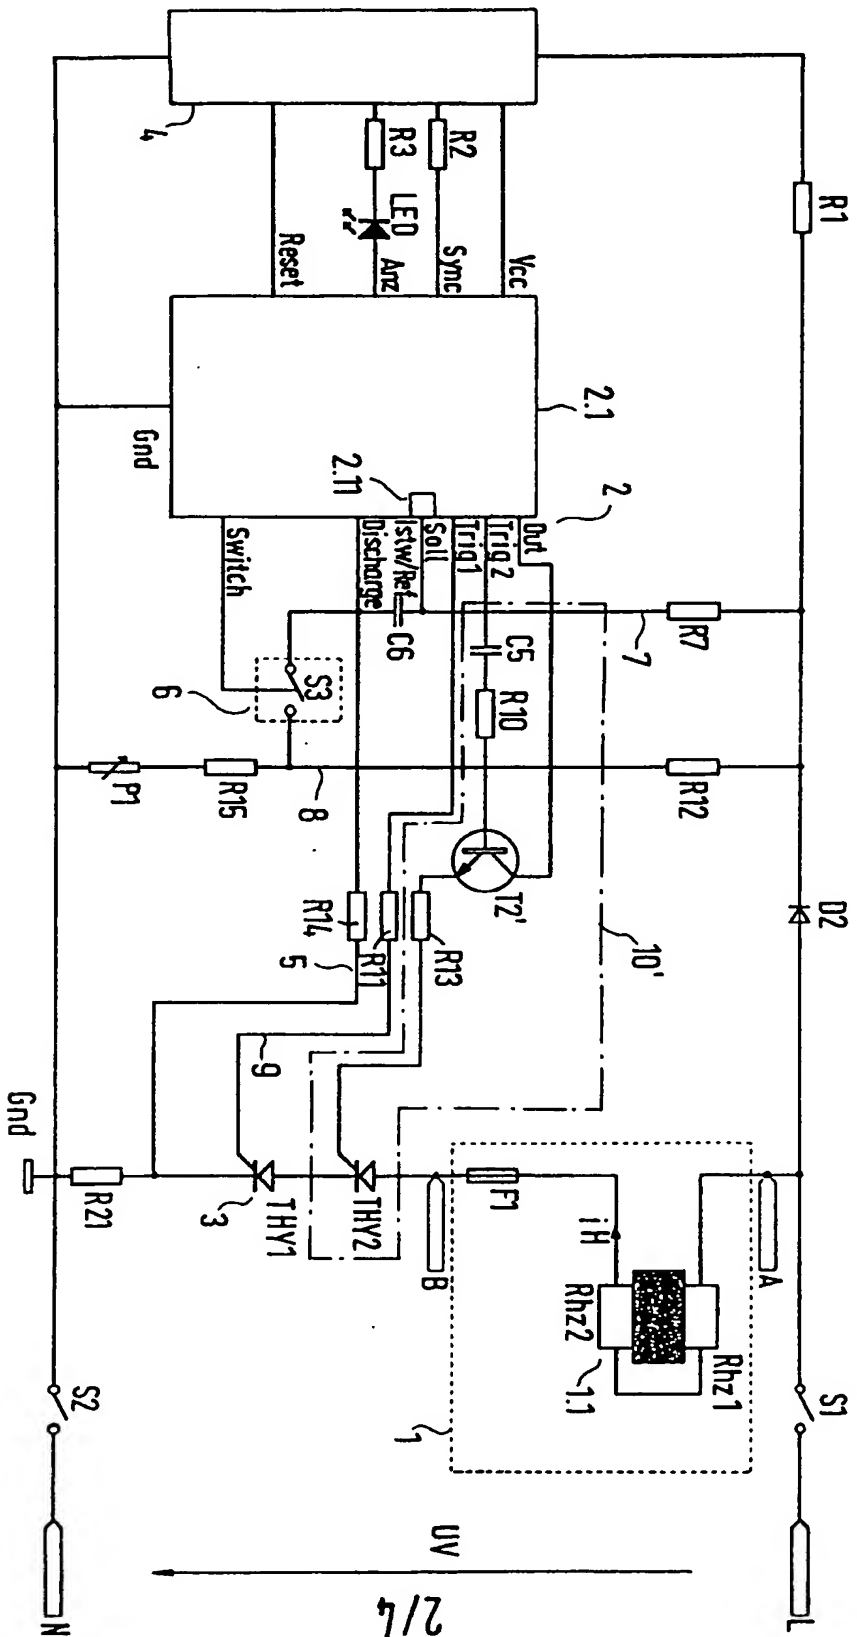 R1
D2
S1
L
R7
R12
A
7
10'
Rhz1
Rhz2
1.1
iH
F1
1
B
2.1
2
Vcc
Out
R2
Sync
Trig2
C5
R10
T2'
R3
LED
Anz
Trig1
Soll
Istw/Ref
Discharge
2.11
C6
R13
THY2
Reset
R11
R14
5
9
THY1
3
4
Gnd
Switch
S3
6
8
R15
P1
R21
Gnd
S2
N
UV
2/4